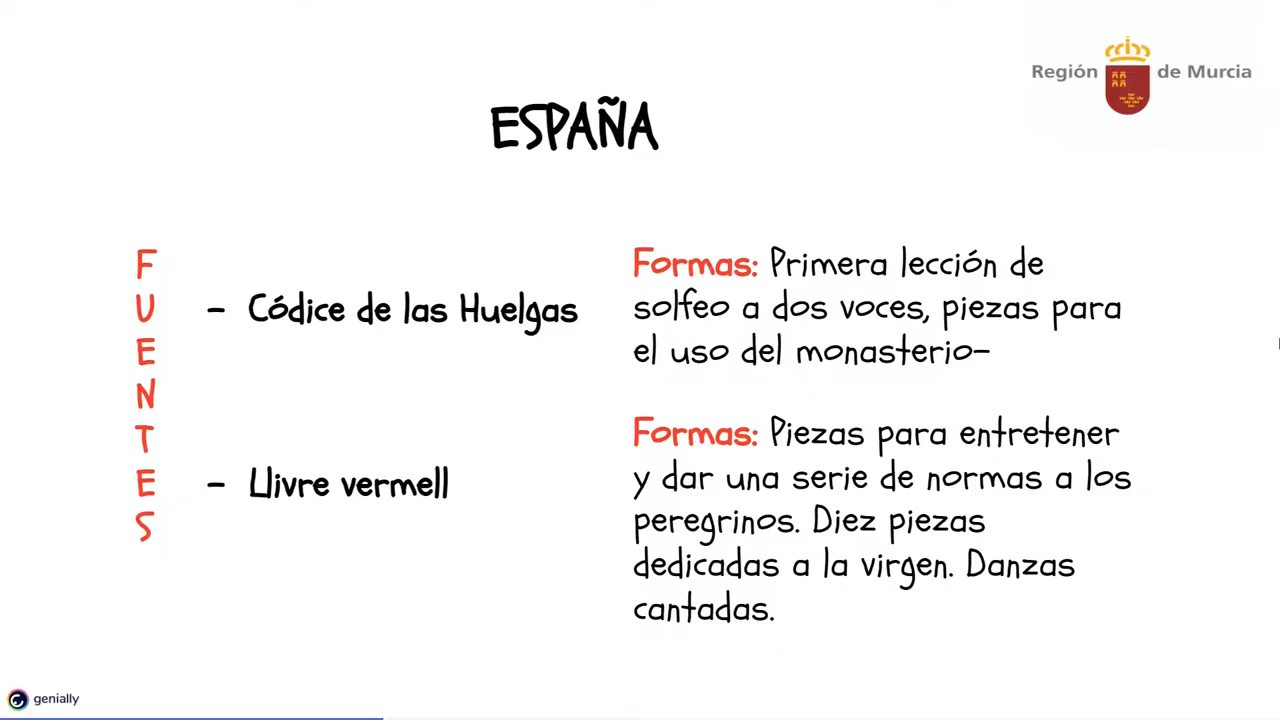 Región de Murcia
ESPAÑA
FUENTES
- Códice de las Huelgas
Formas: Primera lección de
solfeo a dos voces, piezas para
el uso del monasterio-
- Llivre vermell
Formas: Piezas para entretener
y dar una serie de normas a los
peregrinos. Diez piezas
dedicadas a la virgen. Danzas
cantadas.
genially